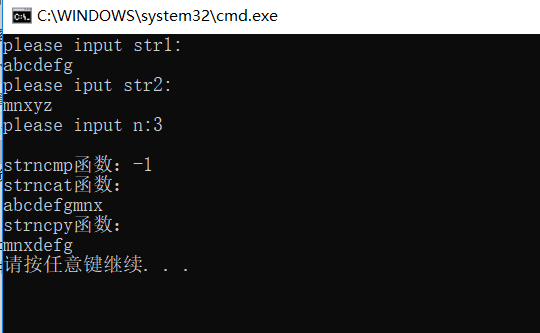 C:\WINDOWS\system32\cmd.exe
please input str1:
abcdefg
please iput str2:
mnxyz
please input n:3
strncmp函数: -1
strncat函数:
abcdefgmnx
strncpy函数:
mnxdefg
请按任意键继续. . .